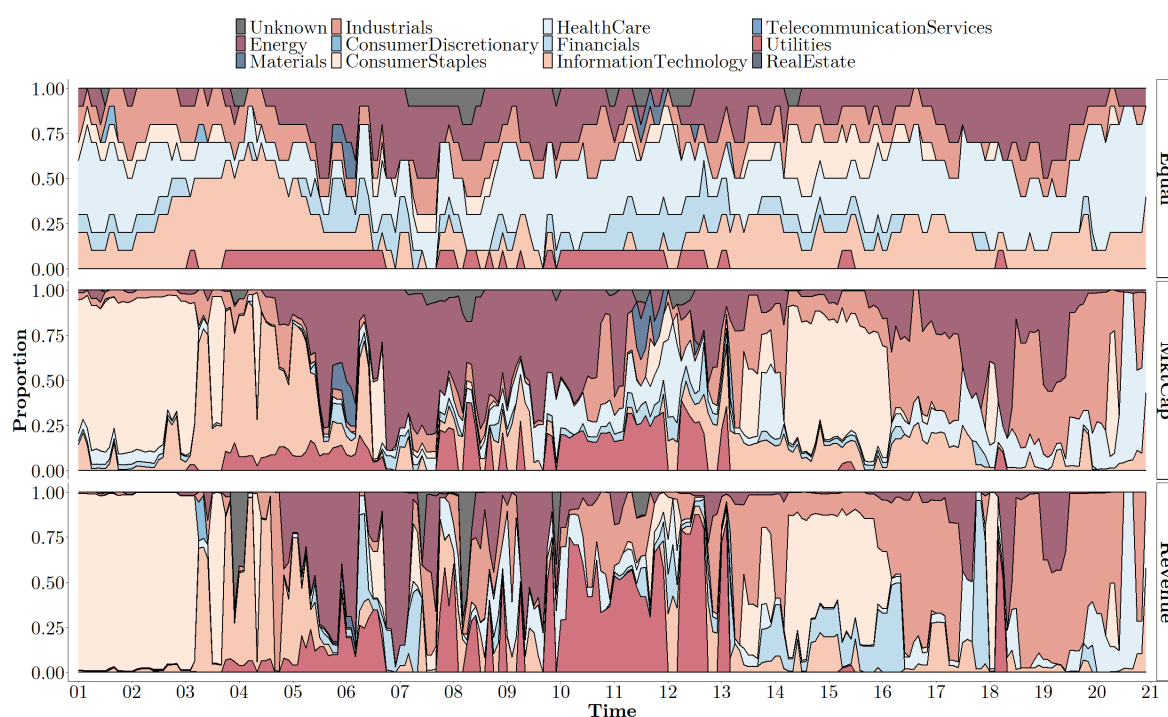 Unknown Industrials HealthCare TelecommunicationServices
Energy ConsumerDiscretionary Financials Utilities
Materials ConsumerStaples InformationTechnology RealEstate
1.00
0.75
0.50
0.25
0.00
Equal
1.00
0.75
0.50
0.25
0.00
MktCap
Proportion
1.00
0.75
0.50
0.25
0.00
Revenue
01 02 03 04 05 06 07 08 09 10 11 12 13 14 15 16 17 18 19 20 21
Time